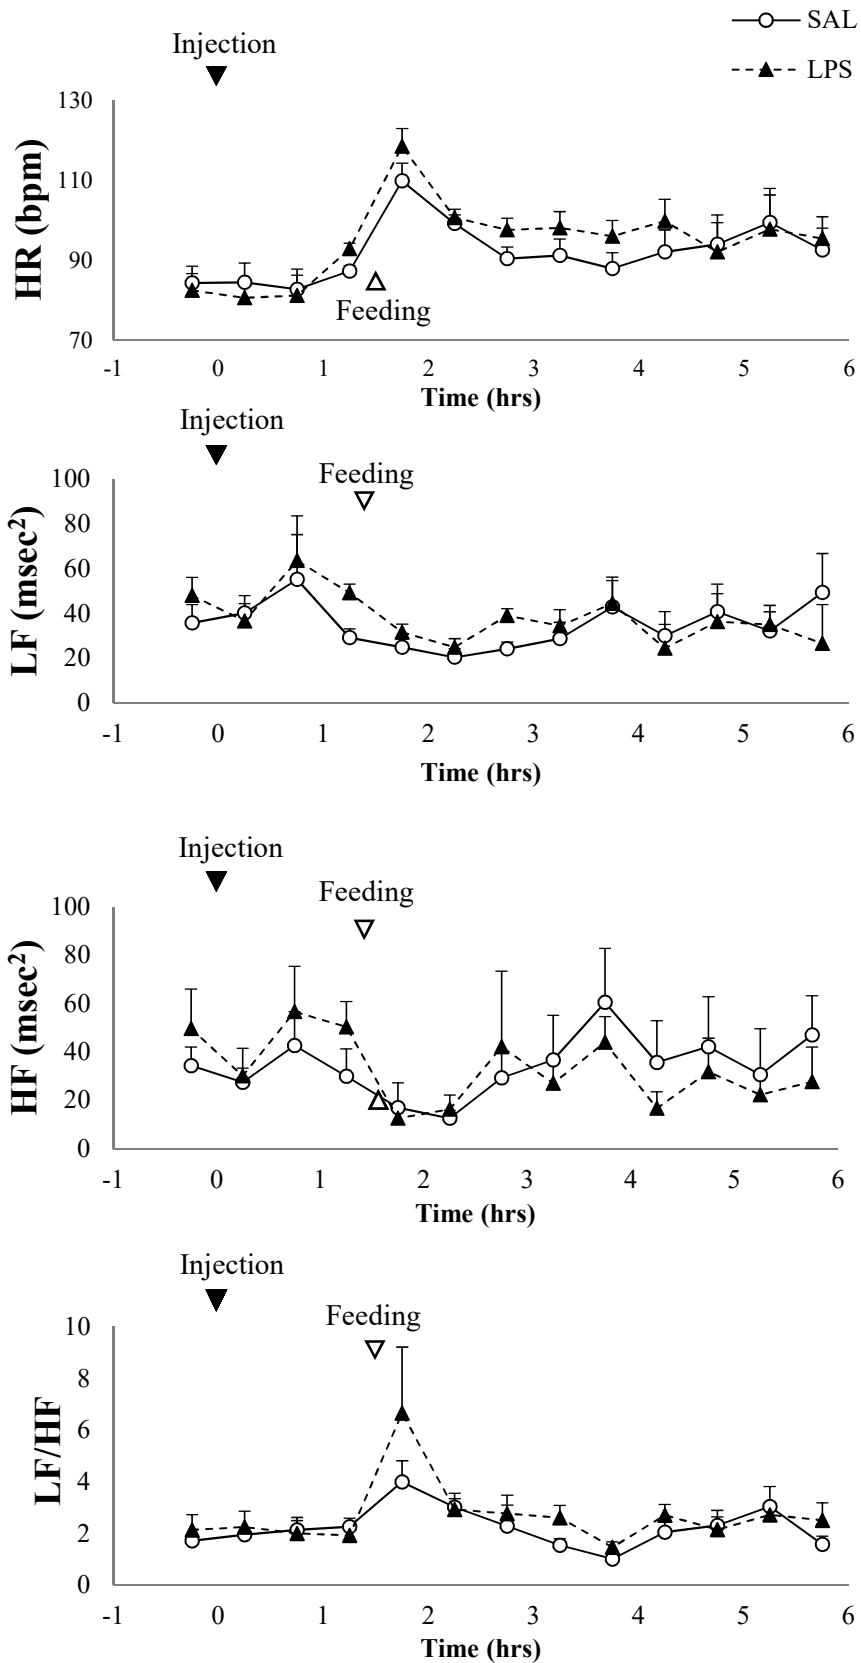 SAL
Injection
LPS
130
110
90
70
HR (bpm)
Feeding
-1 0 1 2 3 4 5 6
Time (hrs)
Injection
Feeding
100
80
60
40
20
0
LF (msec²)
-1 0 1 2 3 4 5 6
Time (hrs)
Injection
Feeding
100
80
60
40
20
0
HF (msec²)
-1 0 1 2 3 4 5 6
Time (hrs)
Injection
Feeding
10
8
6
4
2
0
LF/HF
-1 0 1 2 3 4 5 6
Time (hrs)